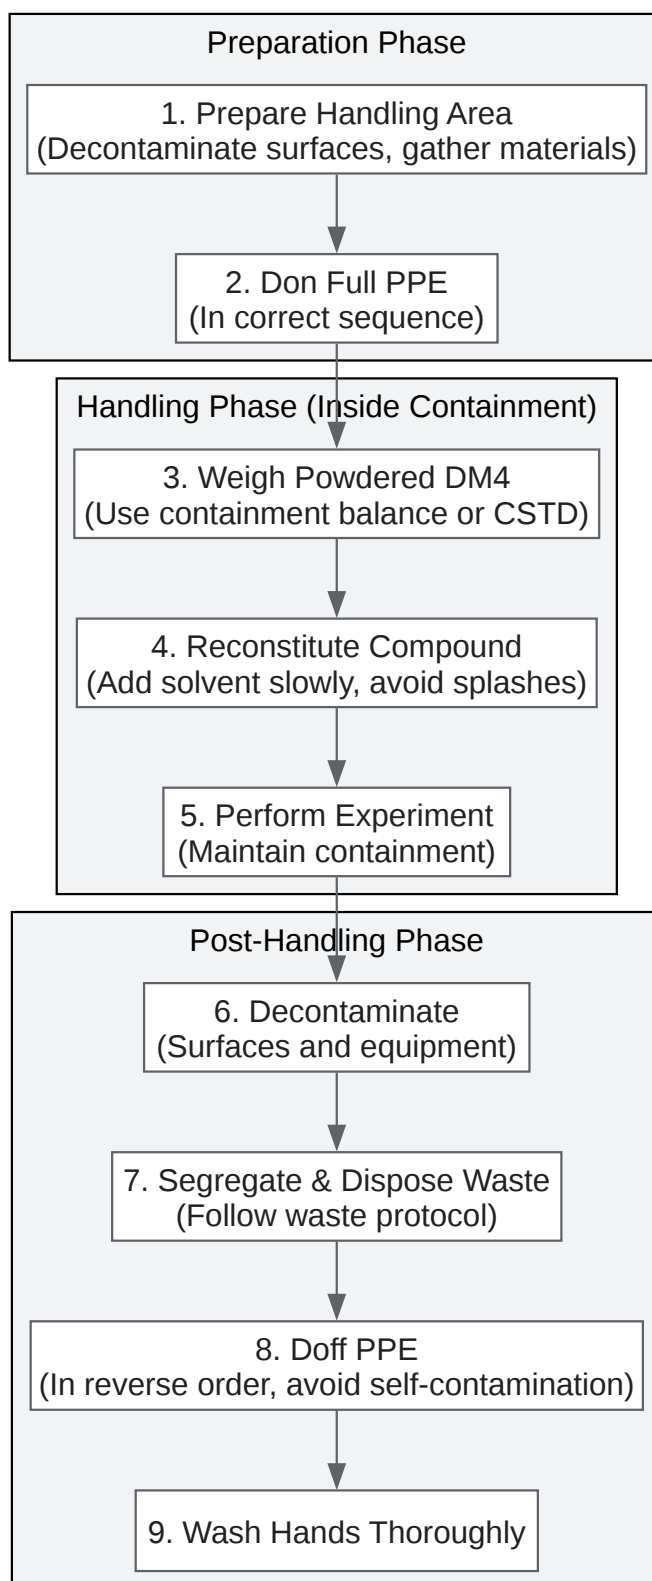 Preparation Phase
1. Prepare Handling Area
(Decontaminate surfaces, gather materials)
2. Don Full PPE
(In correct sequence)
Handling Phase (Inside Containment)
3. Weigh Powdered DM4
(Use containment balance or CSTD)
4. Reconstitute Compound
(Add solvent slowly, avoid splashes)
5. Perform Experiment
(Maintain containment)
Post-Handling Phase
6. Decontaminate
(Surfaces and equipment)
7. Segregate & Dispose Waste
(Follow waste protocol)
8. Doff PPE
(In reverse order, avoid self-contamination)
9. Wash Hands Thoroughly